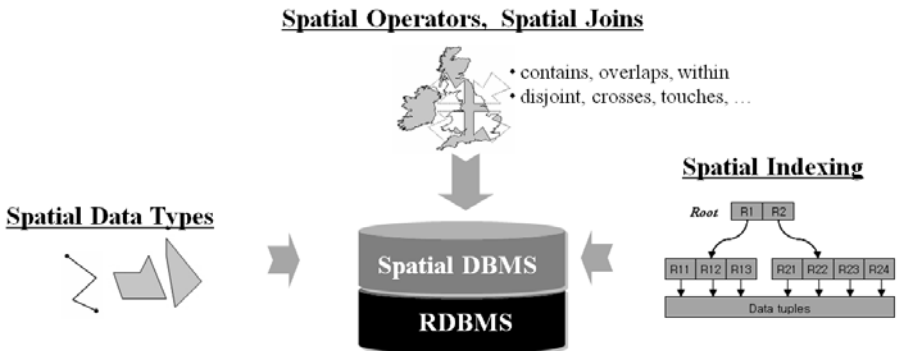 Spatial Operators, Spatial Joins
• contains, overlaps, within
• disjoint, crosses, touches, …
Spatial Indexing
Root R1 R2
R11 R12 R13 R21 R22 R23 R24
Data tuples
Spatial Data Types
Spatial DBMS
RDBMS